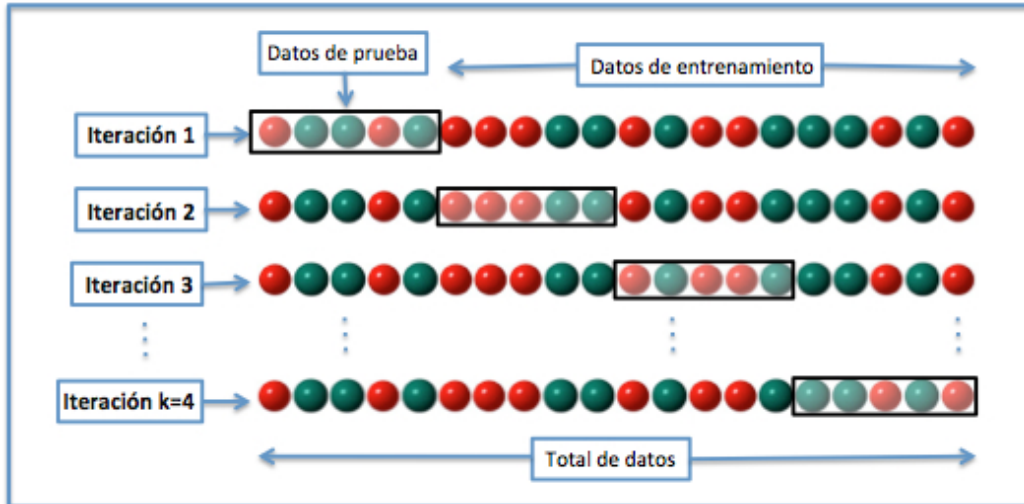 Datos de prueba
Datos de entrenamiento
Iteración 1
Iteración 2
Iteración 3
Iteración k=4
Total de datos